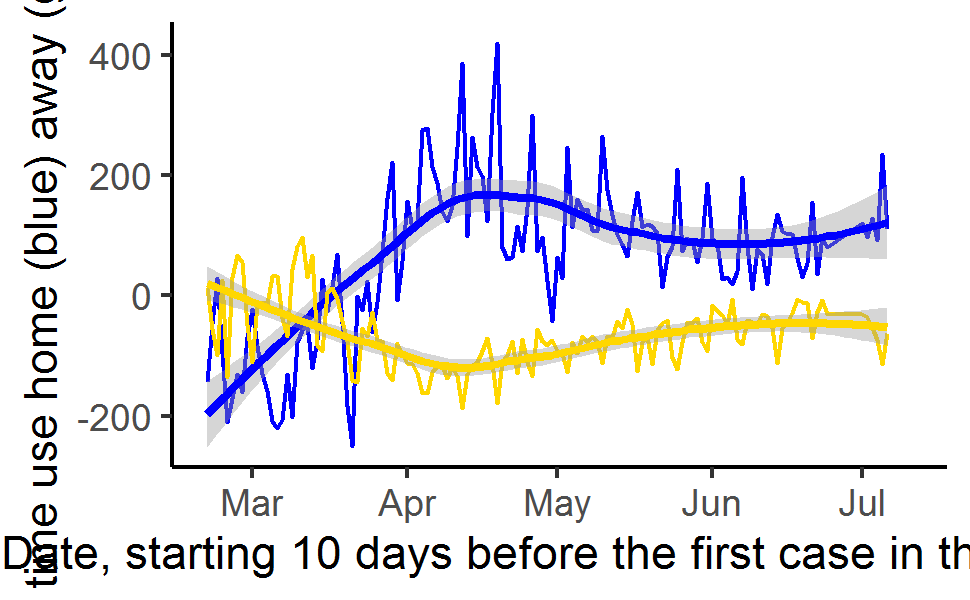 time use home (blue) away (
400
200
0
-200
Mar Apr May Jun Jul
Date, starting 10 days before the first case in th